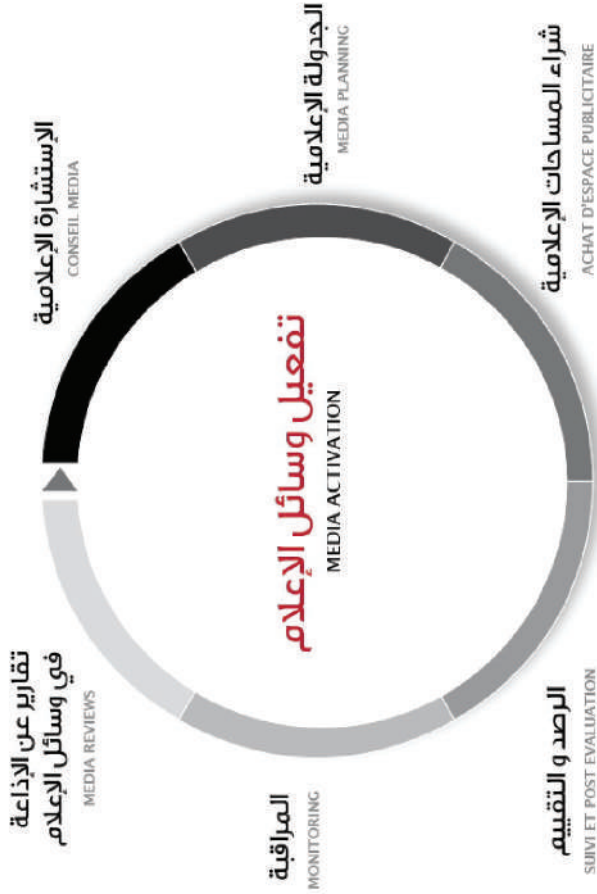 الإستشارة الإعلامية
CONSEIL MEDIA
الجدولة الإعلامية
MEDIA PLANNING
شراء المساحات الإعلامية
ACHAT D'ESPACE PUBLICITAIRE
الرصد و التقييم
SUIVI ET POST EVALUATION
المراقبة
MONITORING
تقارير عن الإذاعة
في وسائل الإعلام
MEDIA REVIEWS
تفعيل وسائل الإعلام
MEDIA ACTIVATION